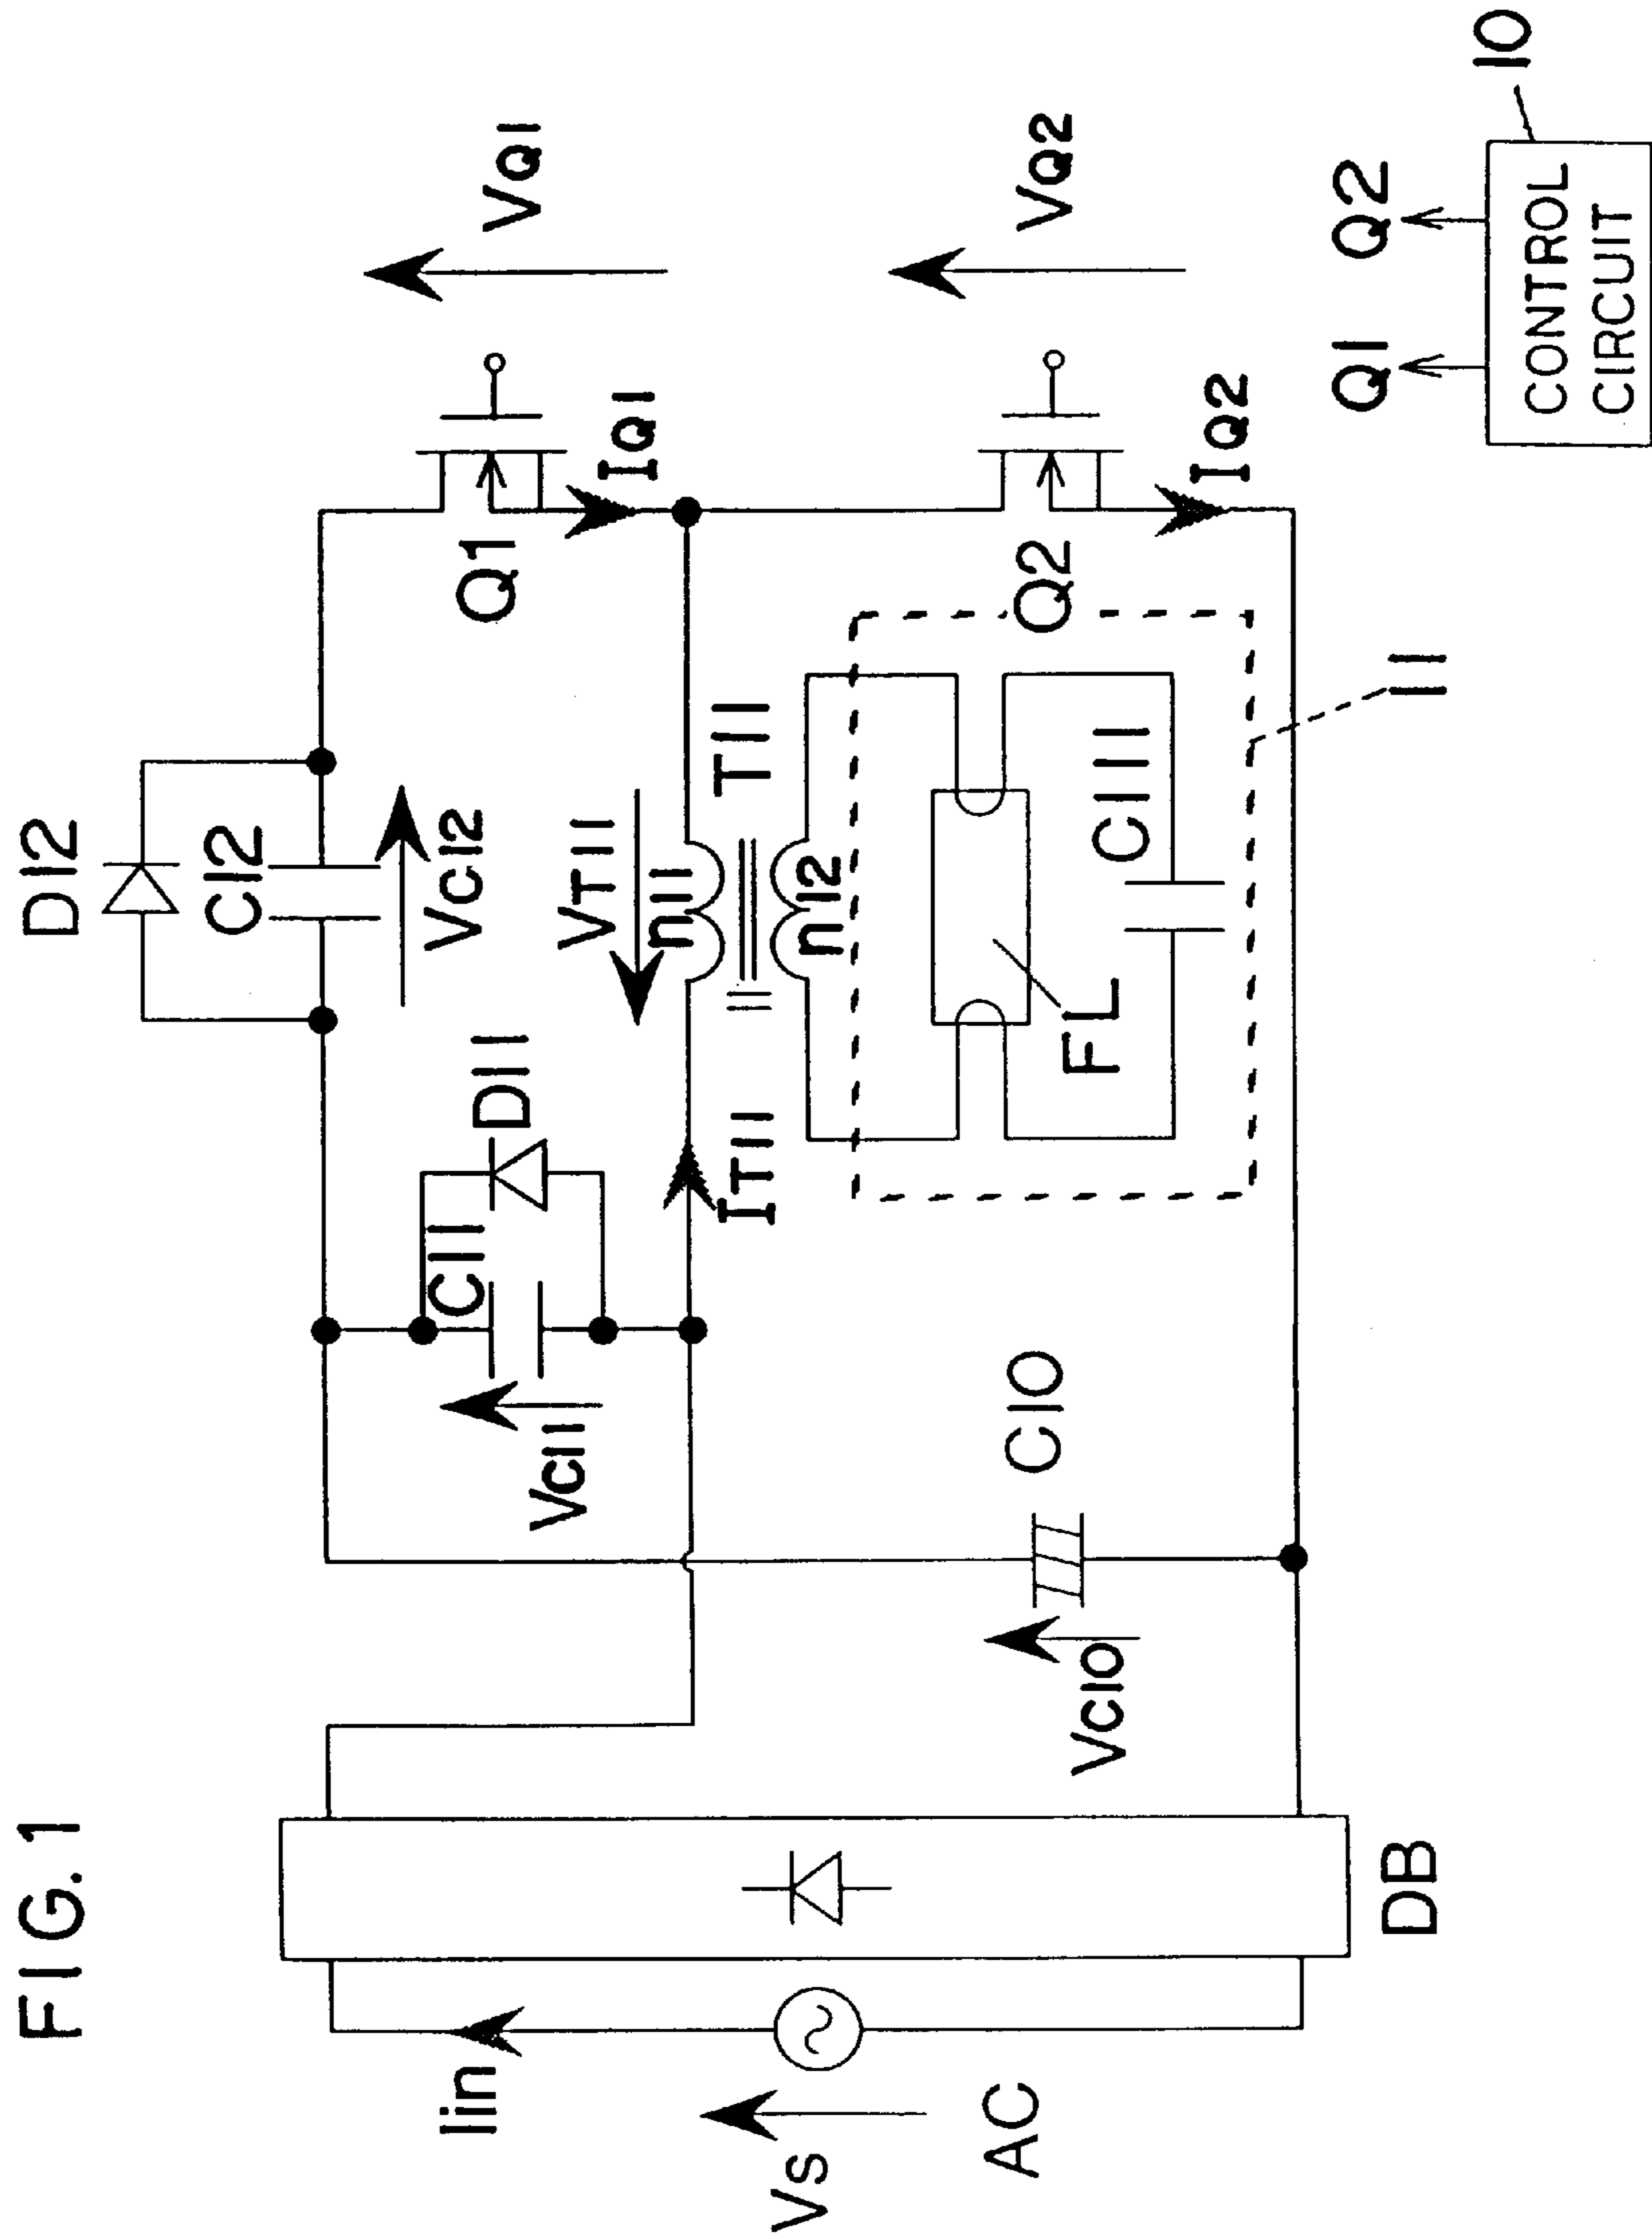 FIG.1
D12
C12
VC12
Q1
IQ1
VQ1
D11
C11
VC11
VT11
n11
T11
n12
IT11
Q2
IQ2
VQ2
C10
VC10
FL
C111
11
Iin
Vs
AC
DB
Q1
Q2
CONTROL
CIRCUIT
10